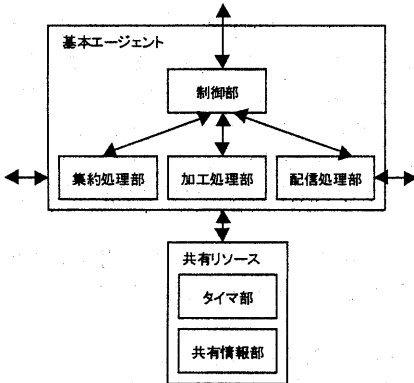 基本エージェント
制御部
集約処理部
加工処理部
配信処理部
共有リソース
タイマ部
共有情報部